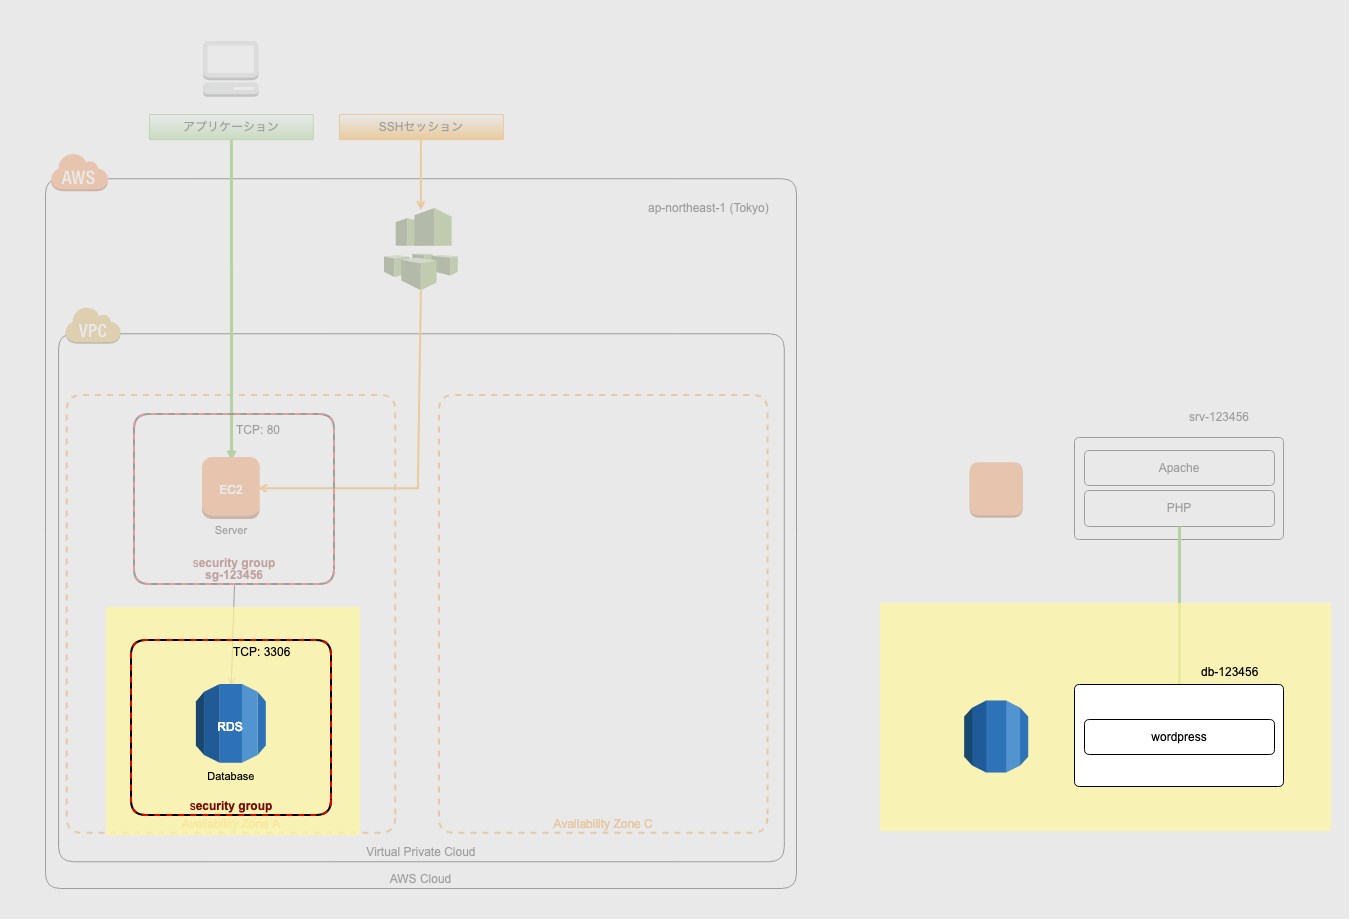 アプリケーション
SSHセッション
AWS
ap-northeast-1 (Tokyo)
VPC
TCP: 80
EC2
Server
security group
sg-123456
TCP: 3306
RDS
Database
security group
Availability Zone A
Availability Zone C
Virtual Private Cloud
AWS Cloud
srv-123456
Apache
PHP
db-123456
wordpress